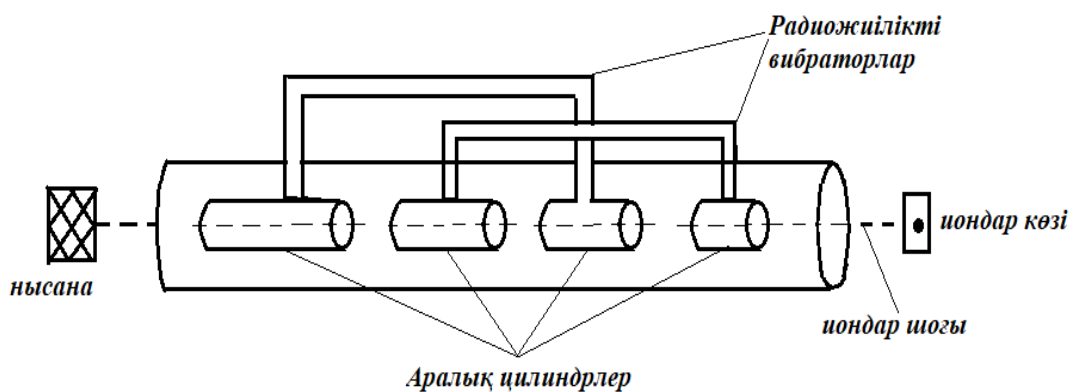 Радиожиілікті
вибраторлар
иондар көзі
нысана
иондар шоғы
Аралық цилиндрлер